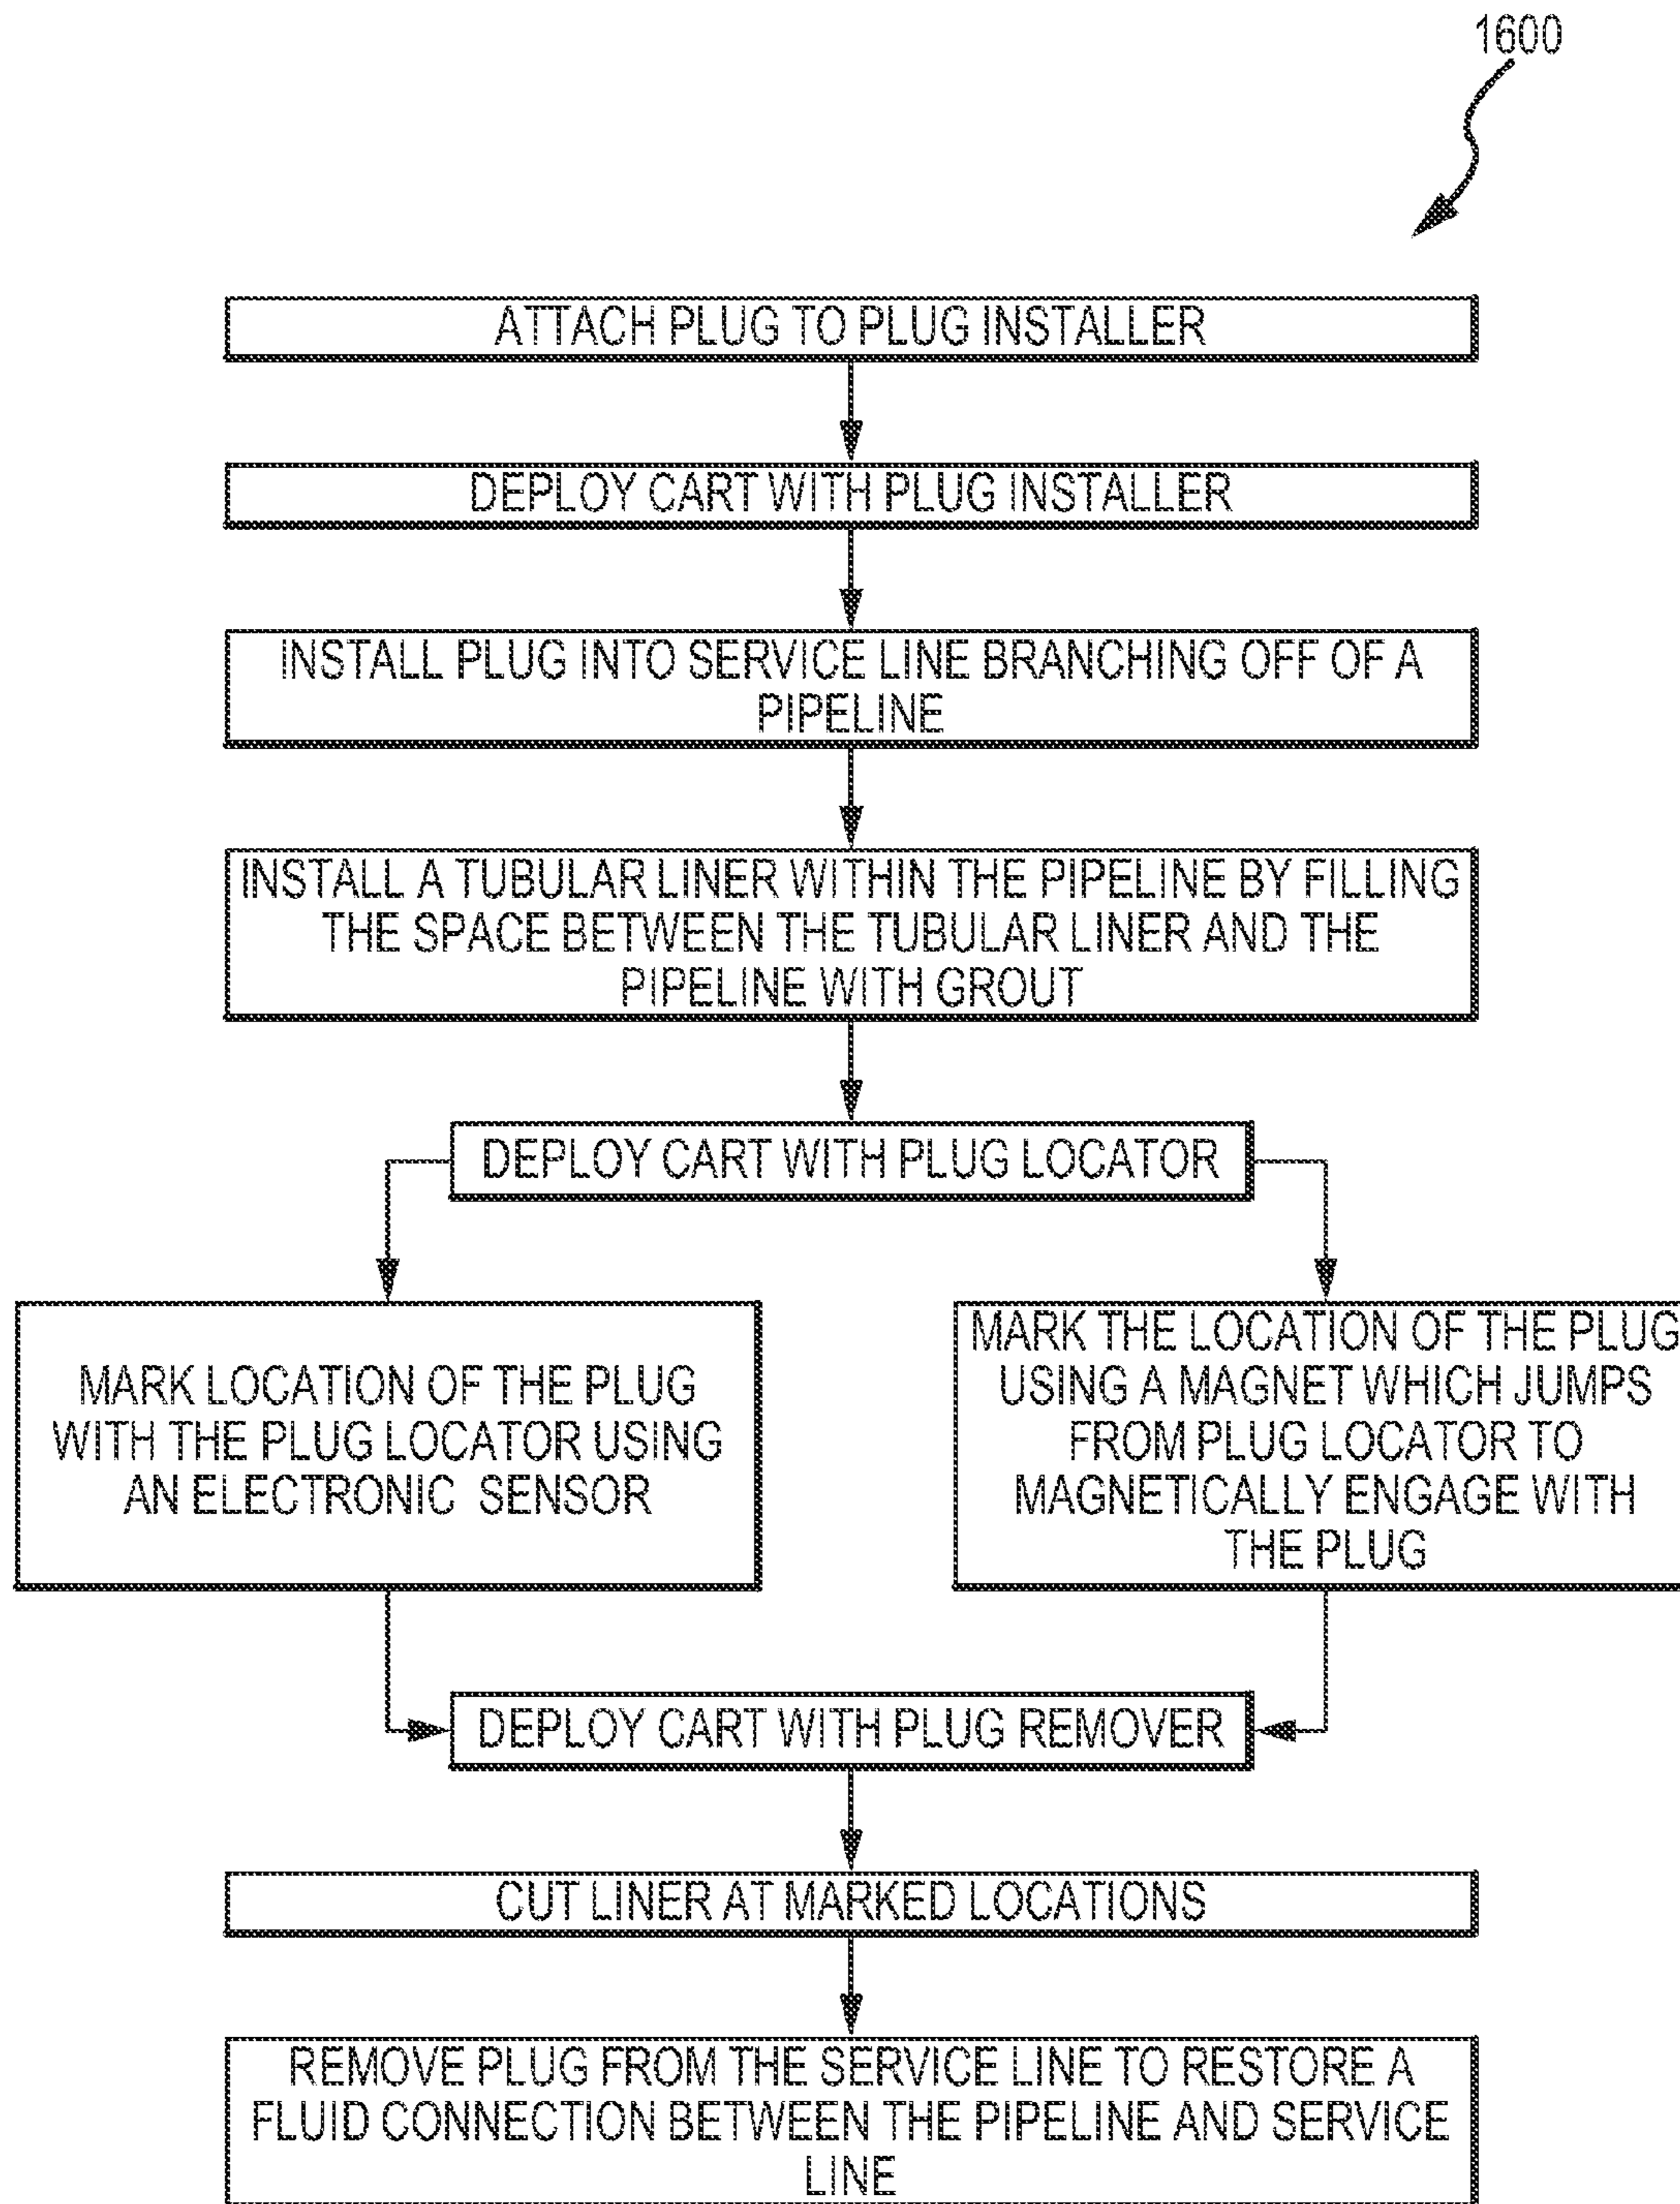 1600
ATTACH PLUG TO PLUG INSTALLER
DEPLOY CART WITH PLUG INSTALLER
INSTALL PLUG INTO SERVICE LINE BRANCHING OFF OF A
PIPELINE
INSTALL A TUBULAR LINER WITHIN THE PIPELINE BY FILLING
THE SPACE BETWEEN THE TUBULAR LINER AND THE
PIPELINE WITH GROUT
DEPLOY CART WITH PLUG LOCATOR
MARK LOCATION OF THE PLUG
WITH THE PLUG LOCATOR USING
AN ELECTRONIC SENSOR
MARK THE LOCATION OF THE PLUG
USING A MAGNET WHICH JUMPS
FROM PLUG LOCATOR TO
MAGNETICALLY ENGAGE WITH
THE PLUG
DEPLOY CART WITH PLUG REMOVER
CUT LINER AT MARKED LOCATIONS
REMOVE PLUG FROM THE SERVICE LINE TO RESTORE A
FLUID CONNECTION BETWEEN THE PIPELINE AND SERVICE
LINE